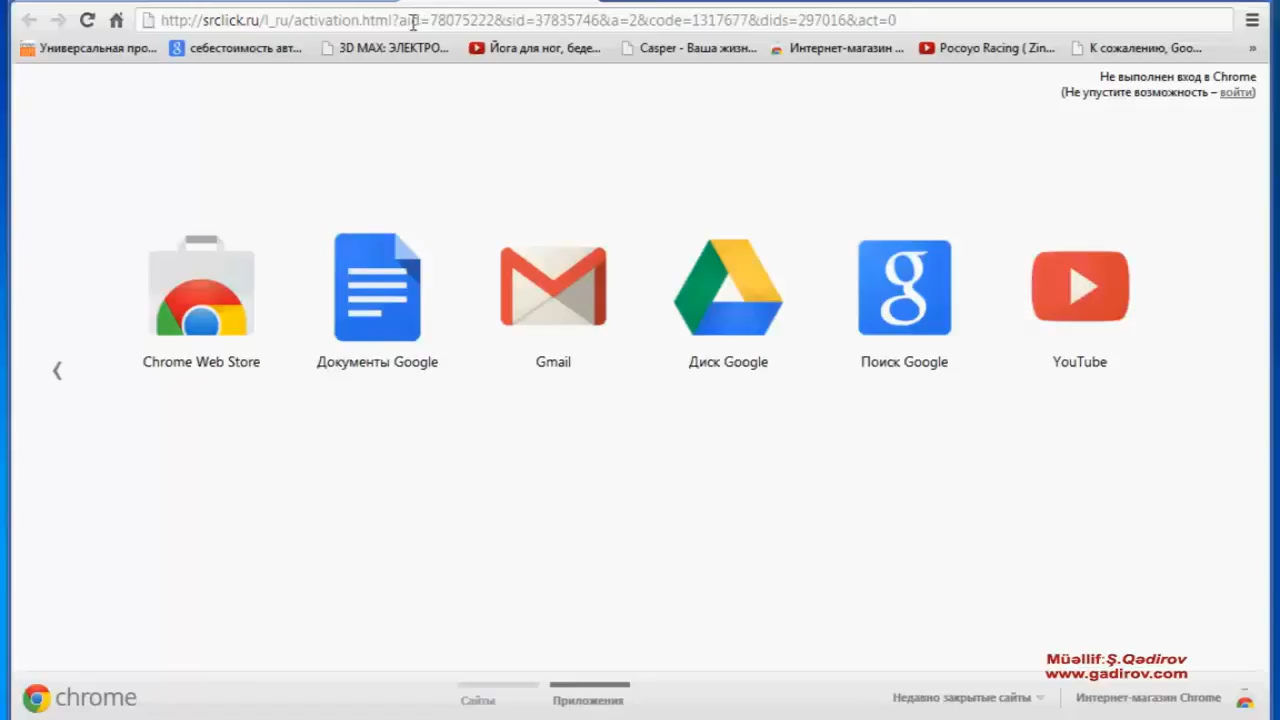 http://srclick.ru/l_ru/activation.html?aid=78075222&sid=37835746&a=2&code=1317677&dids=297016&act=0
Универсальная про... себестоимость авт... 3D MAX: ЭЛЕКТРО... Йога для ног, беде... Casper - Ваша жизн... Интернет-магазин ... Pocoyo Racing ( Zin... К сожалению, Goo... »
Не выполнен вход в Chrome
(Не упустите возможность – войти)
Chrome Web Store Документы Google Gmail Диск Google Поиск Google YouTube
Müəllif:Ş.Qədirov
www.gadirov.com
chrome Сайты Приложения Недавно закрытые сайты Интернет-магазин Chrome